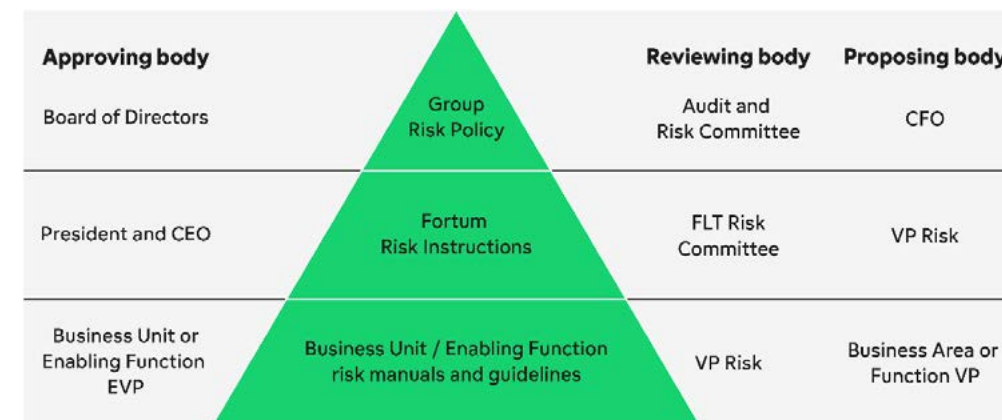 Approving body
Reviewing body
Proposing body
Board of Directors
Group
Risk Policy
Audit and
Risk Committee
CFO
President and CEO
Fortum
Risk Instructions
FLT Risk
Committee
VP Risk
Business Unit or
Enabling Function
EVP
Business Unit / Enabling Function
risk manuals and guidelines
VP Risk
Business Area or
Function VP